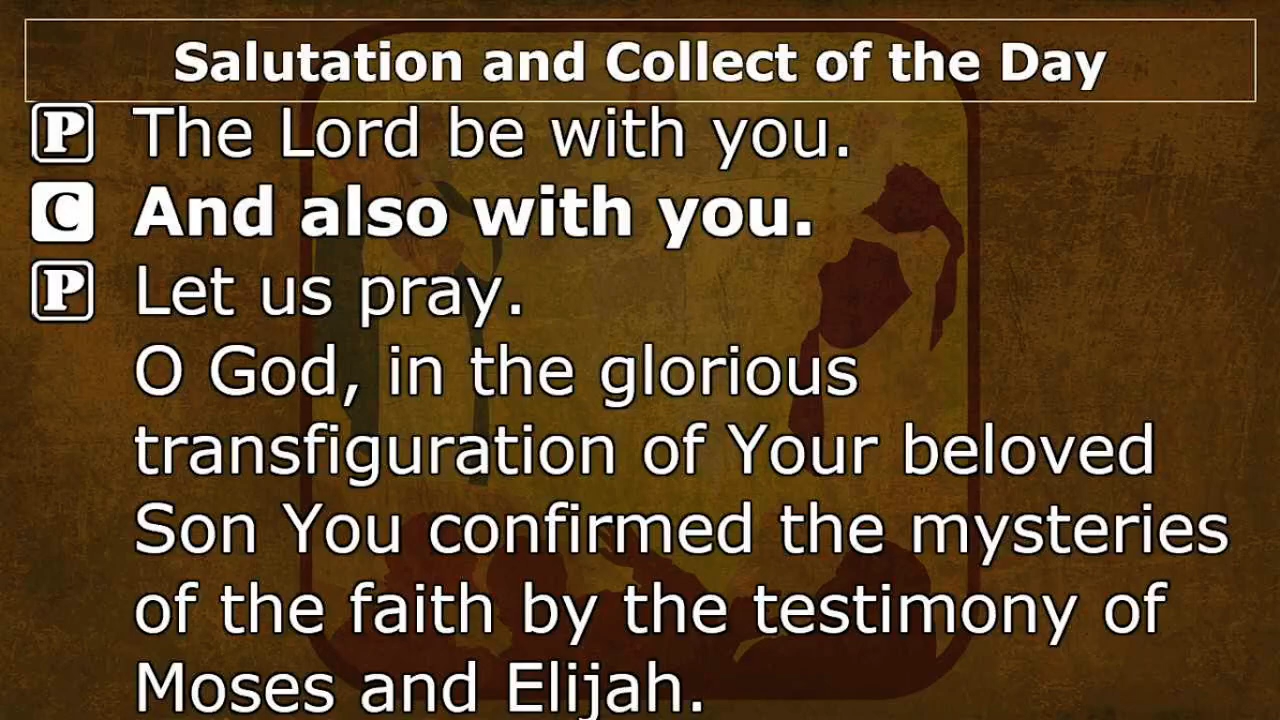 Salutation and Collect of the Day
P The Lord be with you.
C And also with you.
P Let us pray.
O God, in the glorious
transfiguration of Your beloved
Son You confirmed the mysteries
of the faith by the testimony of
Moses and Elijah.